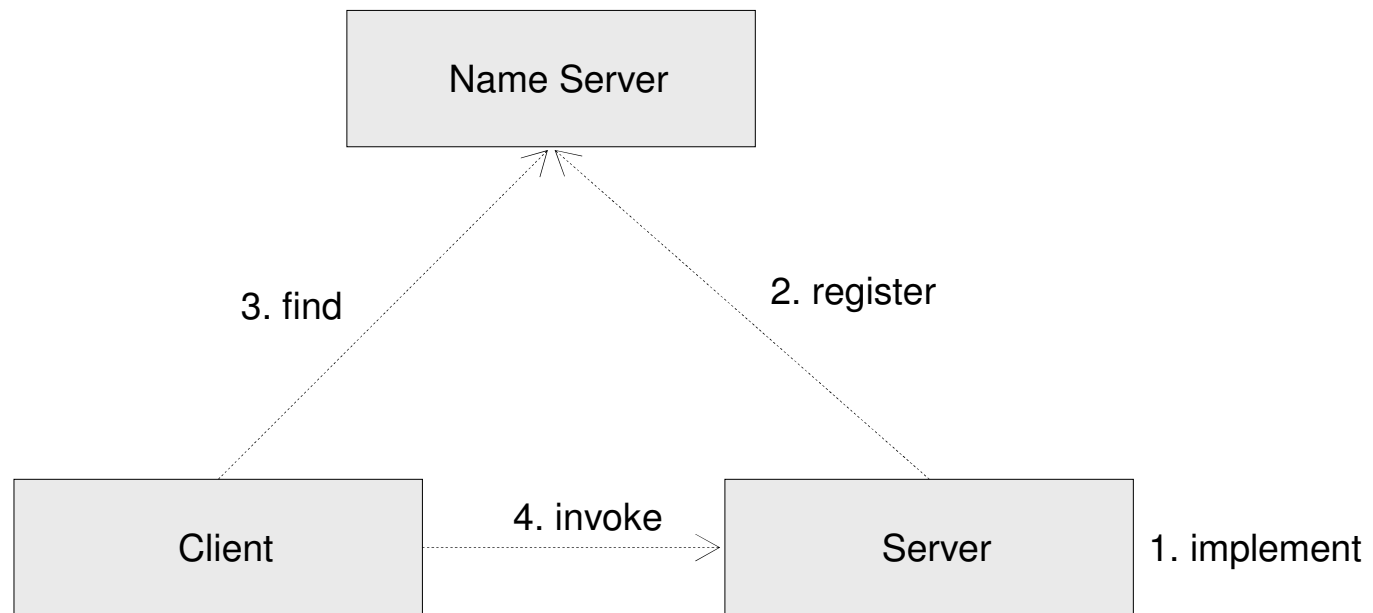 Name Server
3. find
2. register
4. invoke
Client
Server
1. implement